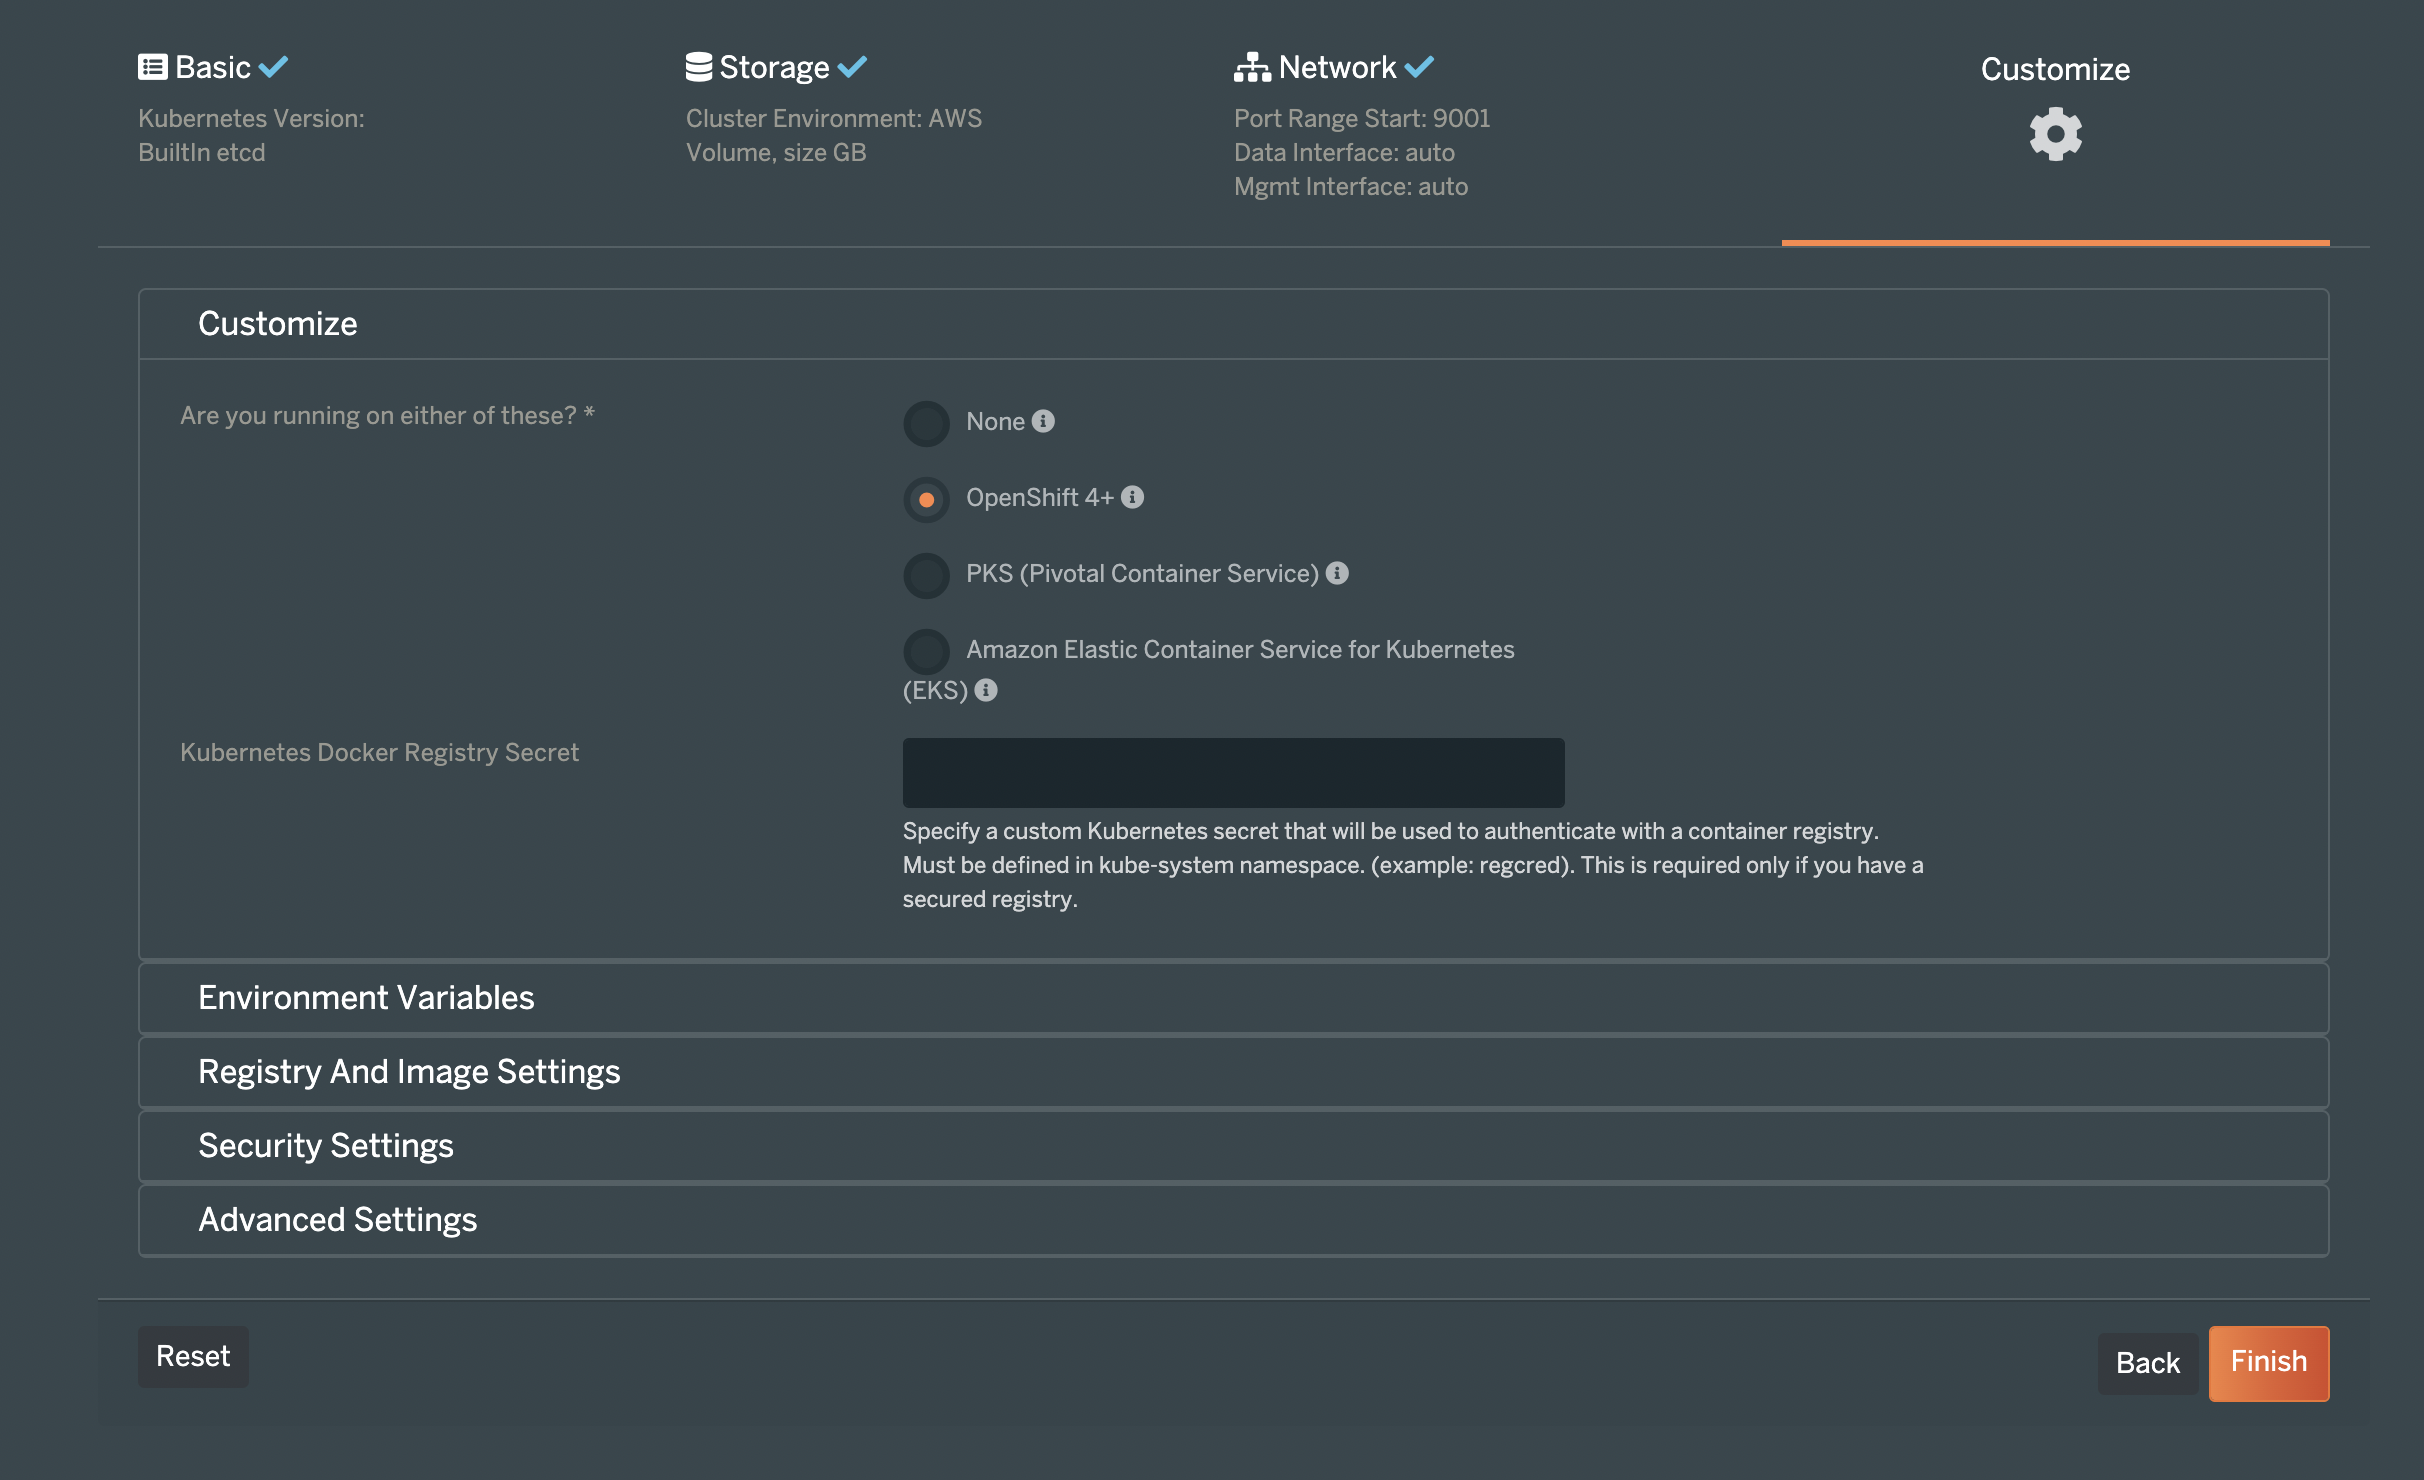 Basic
Kubernetes Version:
BuiltIn etcd
Storage
Cluster Environment: AWS
Volume, size GB
Network
Port Range Start: 9001
Data Interface: auto
Mgmt Interface: auto
Customize
Customize
Are you running on either of these? *
None
OpenShift 4+
PKS (Pivotal Container Service)
Amazon Elastic Container Service for Kubernetes
(EKS)
Kubernetes Docker Registry Secret
Specify a custom Kubernetes secret that will be used to authenticate with a container registry.
Must be defined in kube-system namespace. (example: regcred). This is required only if you have a
secured registry.
Environment Variables
Registry And Image Settings
Security Settings
Advanced Settings
Reset
Back
Finish